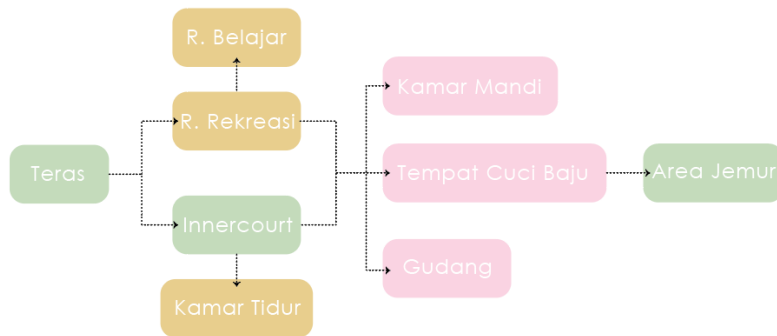 R. Belajar
Kamar Mandi
R. Rekreasi
Teras
Tempat Cuci Baju
Area Jemur
Innercourt
Gudang
Kamar Tidur